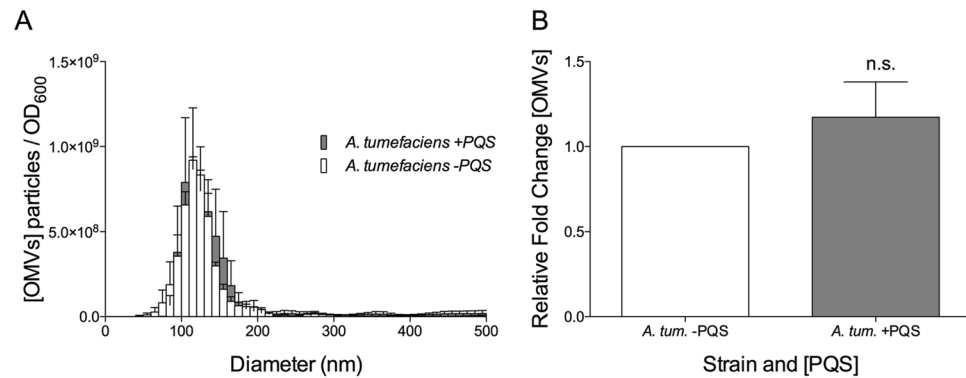 A
[OMVs] particles / OD600
1.5×10⁹
1.0×10⁹
5.0×10⁸
0.0
0
100
200
300
400
500
Diameter (nm)
A. tumefaciens +PQS
A. tumefaciens -PQS
B
Relative Fold Change [OMVs]
1.5
1.0
0.5
0.0
n.s.
A. tum. -PQS
A. tum. +PQS
Strain and [PQS]